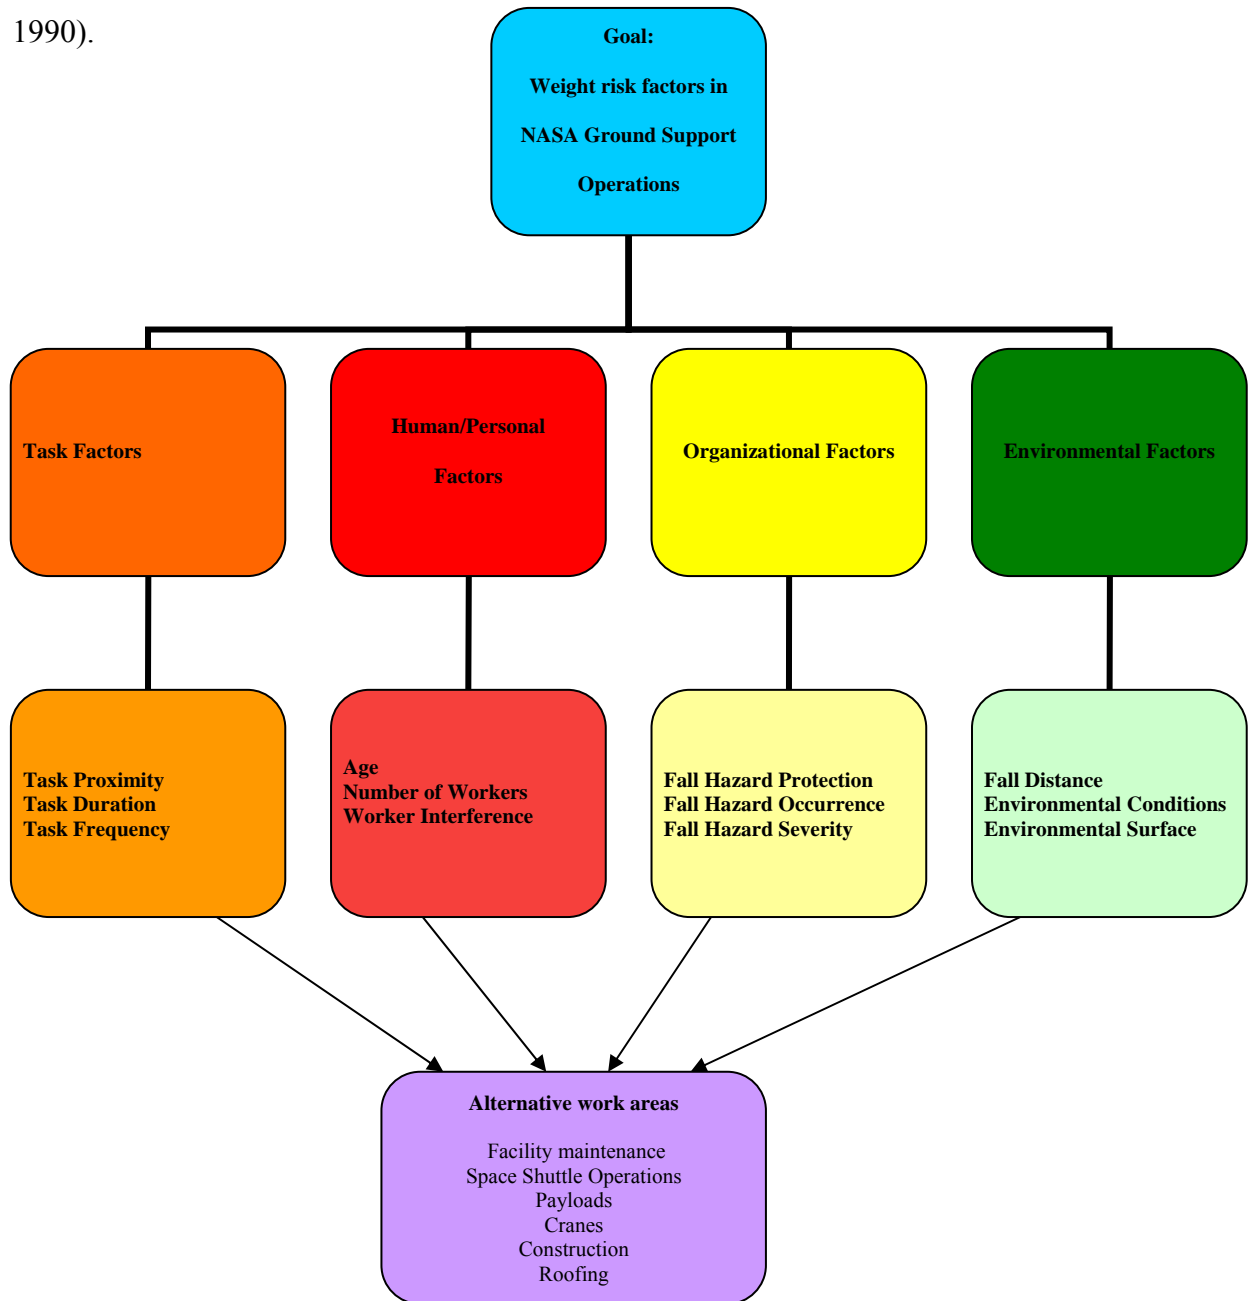 1990).
Goal:
Weight risk factors in
NASA Ground Support
Operations
Task Factors
Human/Personal
Factors
Organizational Factors
Environmental Factors
Task Proximity
Task Duration
Task Frequency
Age
Number of Workers
Worker Interference
Fall Hazard Protection
Fall Hazard Occurrence
Fall Hazard Severity
Fall Distance
Environmental Conditions
Environmental Surface
Alternative work areas
Facility maintenance
Space Shuttle Operations
Payloads
Cranes
Construction
Roofing